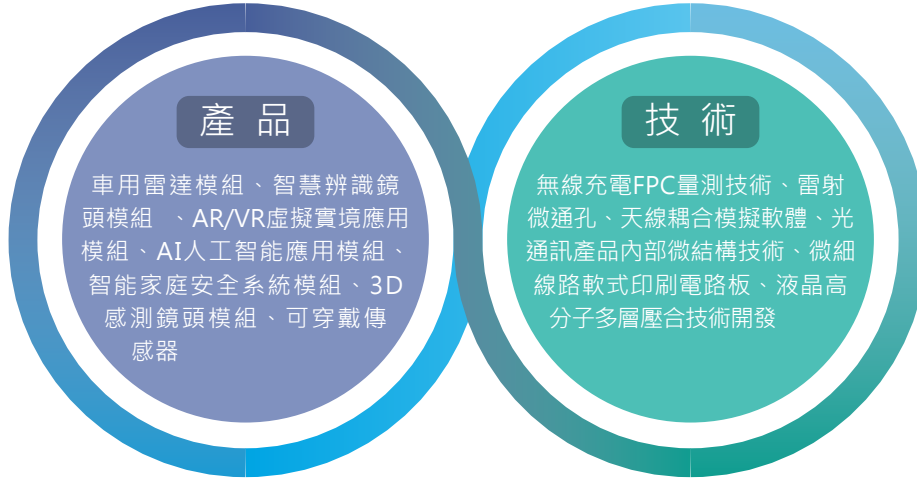 產 品
車用雷達模組、智慧辨識鏡
頭模組 、AR/VR虛擬實境應用
模組、AI人工智能應用模組、
智能家庭安全系統模組、3D
感測鏡頭模組、可穿戴傳
感器
技 術
無線充電FPC量測技術、雷射
微通孔、天線耦合模擬軟體、光
通訊產品內部微結構技術、微細
線路軟式印刷電路板、液晶高
分子多層壓合技術開發